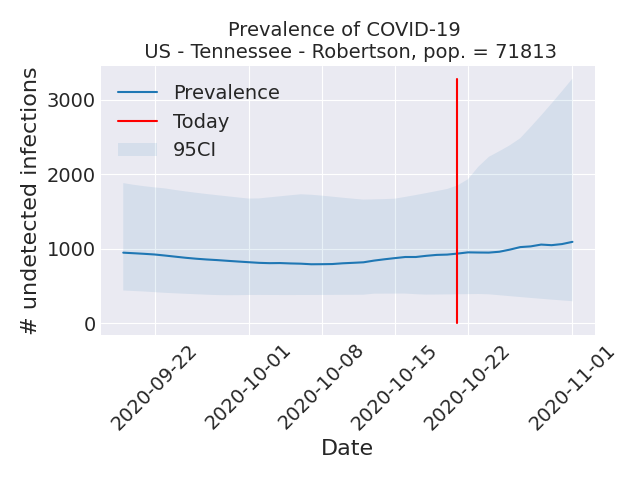 Prevalence of COVID-19
US - Tennessee - Robertson, pop. = 71813
# undetected infections
3000
2000
1000
0
Prevalence
Today
95CI
2020-09-22
2020-10-01
2020-10-08
2020-10-15
2020-10-22
2020-11-01
Date